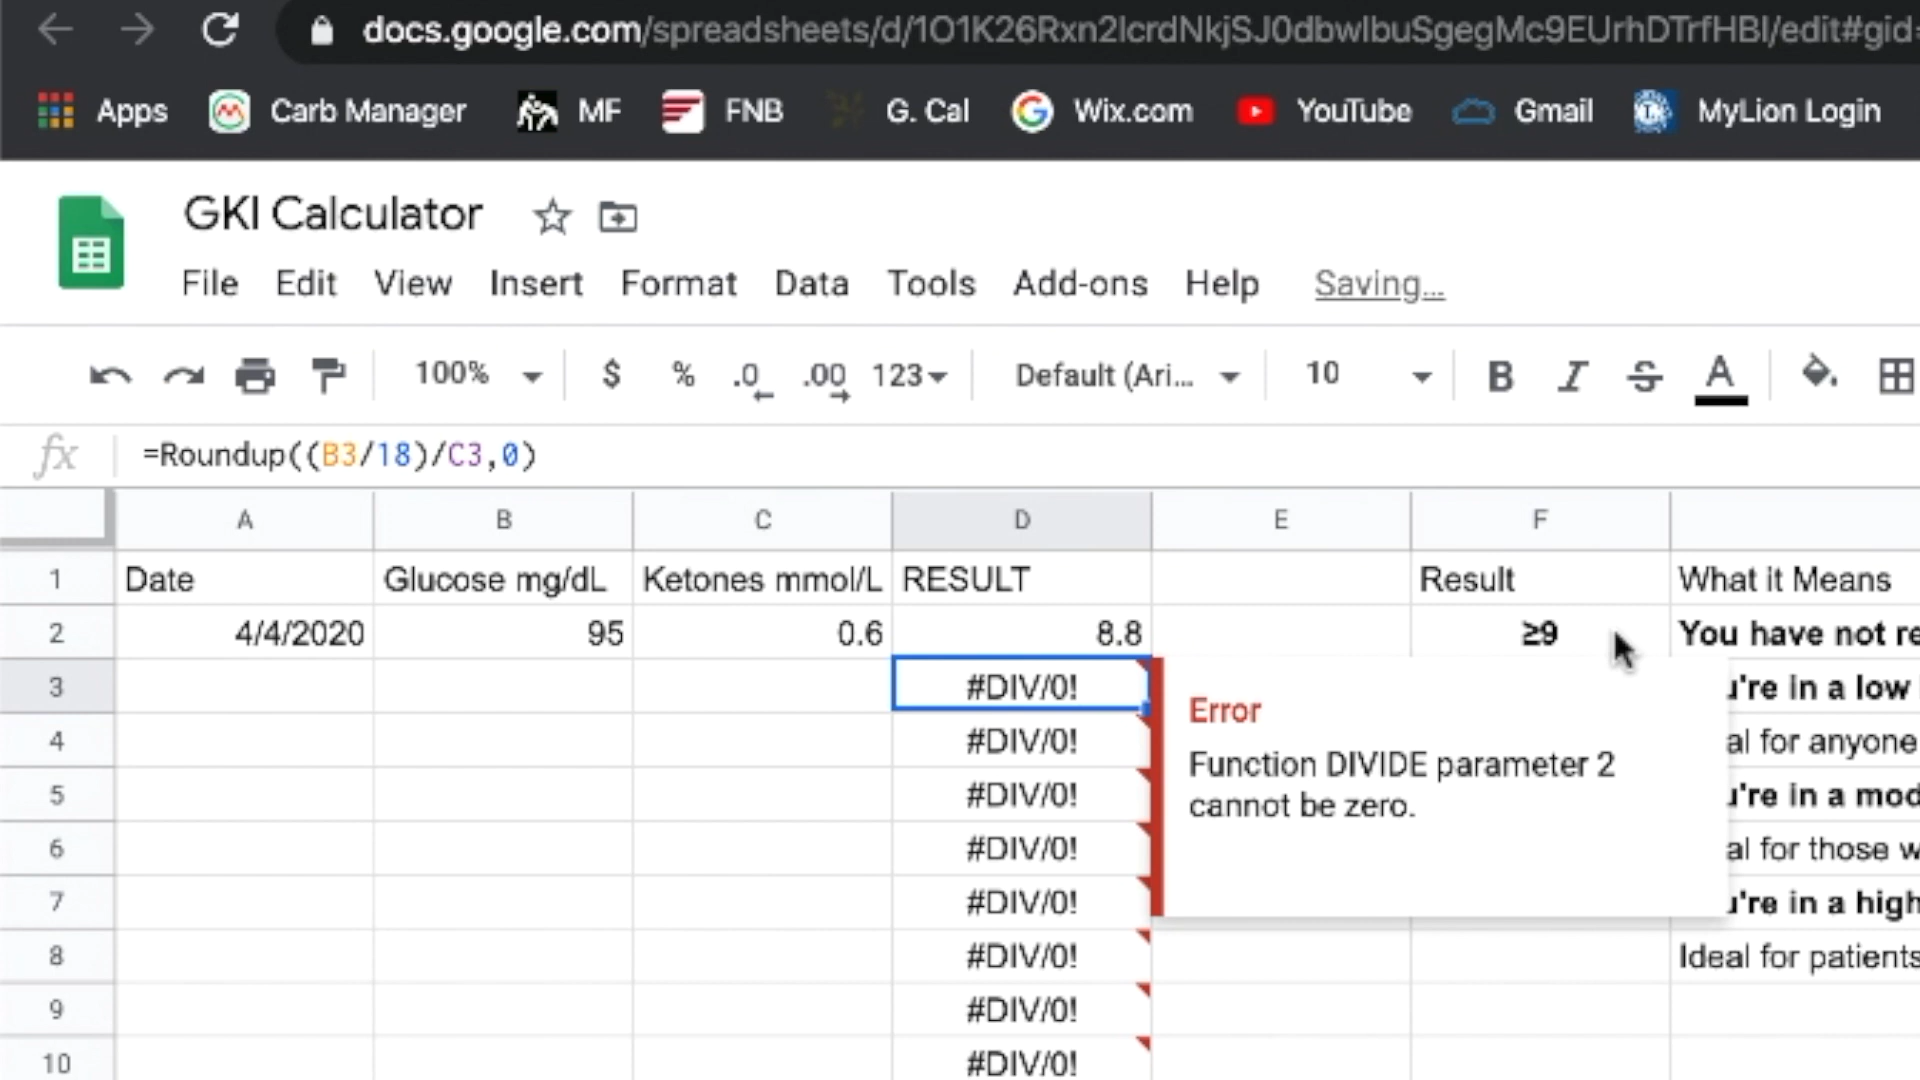 docs.google.com/spreadsheets/d/1O1K26Rxn2lcrdNkjSJ0dbwlbuSgegMc9EUrhDTrfHBI/edit#gid=
Apps Carb Manager MF FNB G. Cal Wix.com YouTube Gmail MyLion Login
GKI Calculator
File Edit View Insert Format Data Tools Add-ons Help Saving...
100% $ % .0 .00 123 Default (Ari... 10 B I S A
fx =Roundup((B3/18)/C3,0)
A B C D E F
1 Date Glucose mg/dL Ketones mmol/L RESULT Result What it Means
2 4/4/2020 95 0.6 8.8 ≥9 You have not re
3 #DIV/0! u're in a low
4 #DIV/0! al for anyone
5 #DIV/0! u're in a mod
6 #DIV/0! al for those w
7 #DIV/0! u're in a high
8 #DIV/0! Ideal for patients
9 #DIV/0!
10 #DIV/0!
Error
Function DIVIDE parameter 2
cannot be zero.